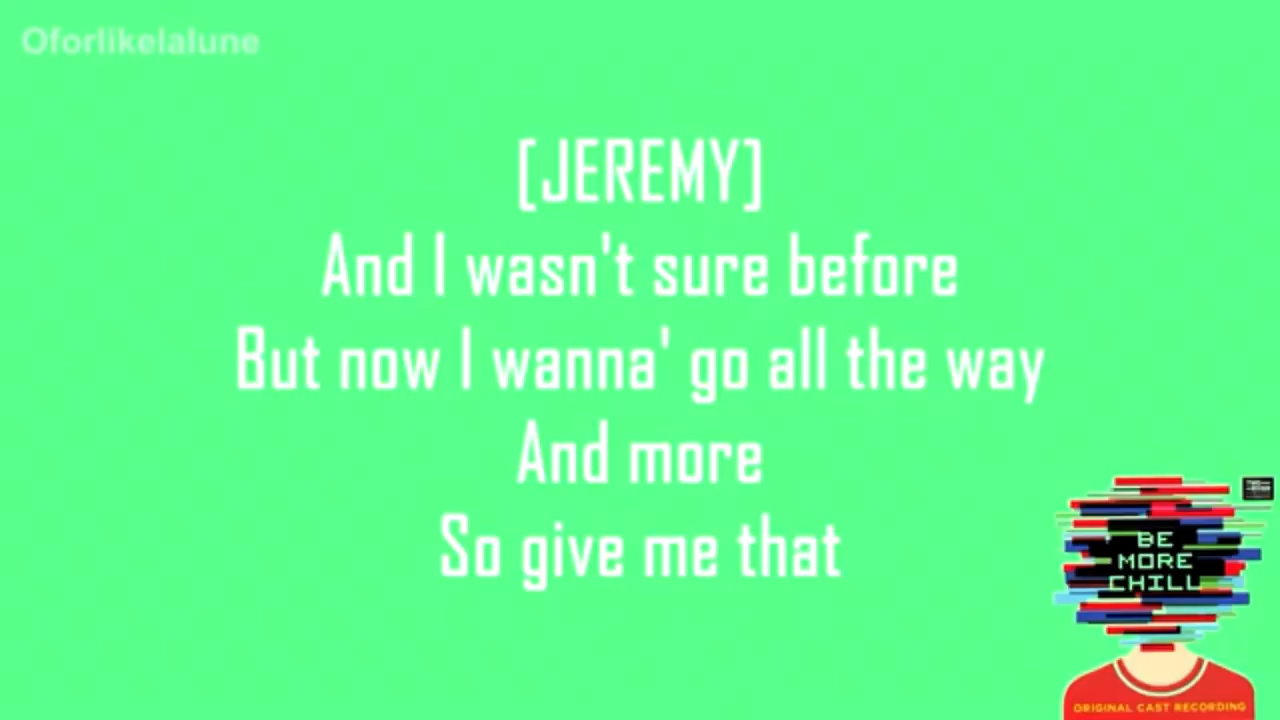 Oforlikelalune
[JEREMY]
And I wasn't sure before
But now I wanna' go all the way
And more
So give me that
BE
MORE
CHILL
ORIGINAL CAST RECORDING